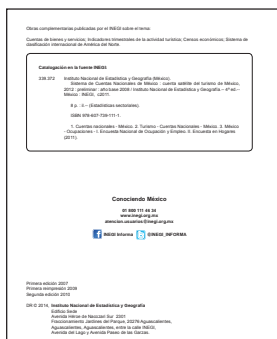 Obras complementarias publicadas por el INEGI sobre el tema:
Cuentas de bienes y servicios; Indicadores trimestrales de la actividad turística; Censos económicos; Sistema de
clasificación internacional de América del Norte.
Catalogación en la fuente INEGI:
338.372 Instituto Nacional de Estadística y Geografía (México).
Sistema de Cuentas Nacionales de México : cuenta satélite del turismo de México,
2012 : preliminar : año base 2008 / Instituto Nacional de Estadística y Geografía .-- 4ª ed.--
México : INEGI, c2011.
(Estadísticas sectoriales).
ISBN 978-607-739-111-1.
1. Cuentas nacionales - México. 2. Turismo - Cuentas Nacionales - México. 3. México
- Ocupaciones - I. Encuesta Nacional de Ocupación y Empleo. II. Encuesta en Hogares
(2011).
Conociendo México
01 800 111 46 34
www.inegi.org.mx
atencion.usuarios@inegi.org.mx
INEGI Informa @INEGI_INFORMA
Primera edición 2007
Primera reimpresión 2009
Segunda edición 2010
DR © 2014, Instituto Nacional de Estadística y Geografía
Edificio Sede
Avenida Héroe de Nacozari Sur 2301
Fraccionamiento Jardines del Parque, 20276 Aguascalientes,
Aguascalientes, Aguascalientes, entre la calle INEGI,
Avenida del Lago y Avenida Paseo de las Garzas.